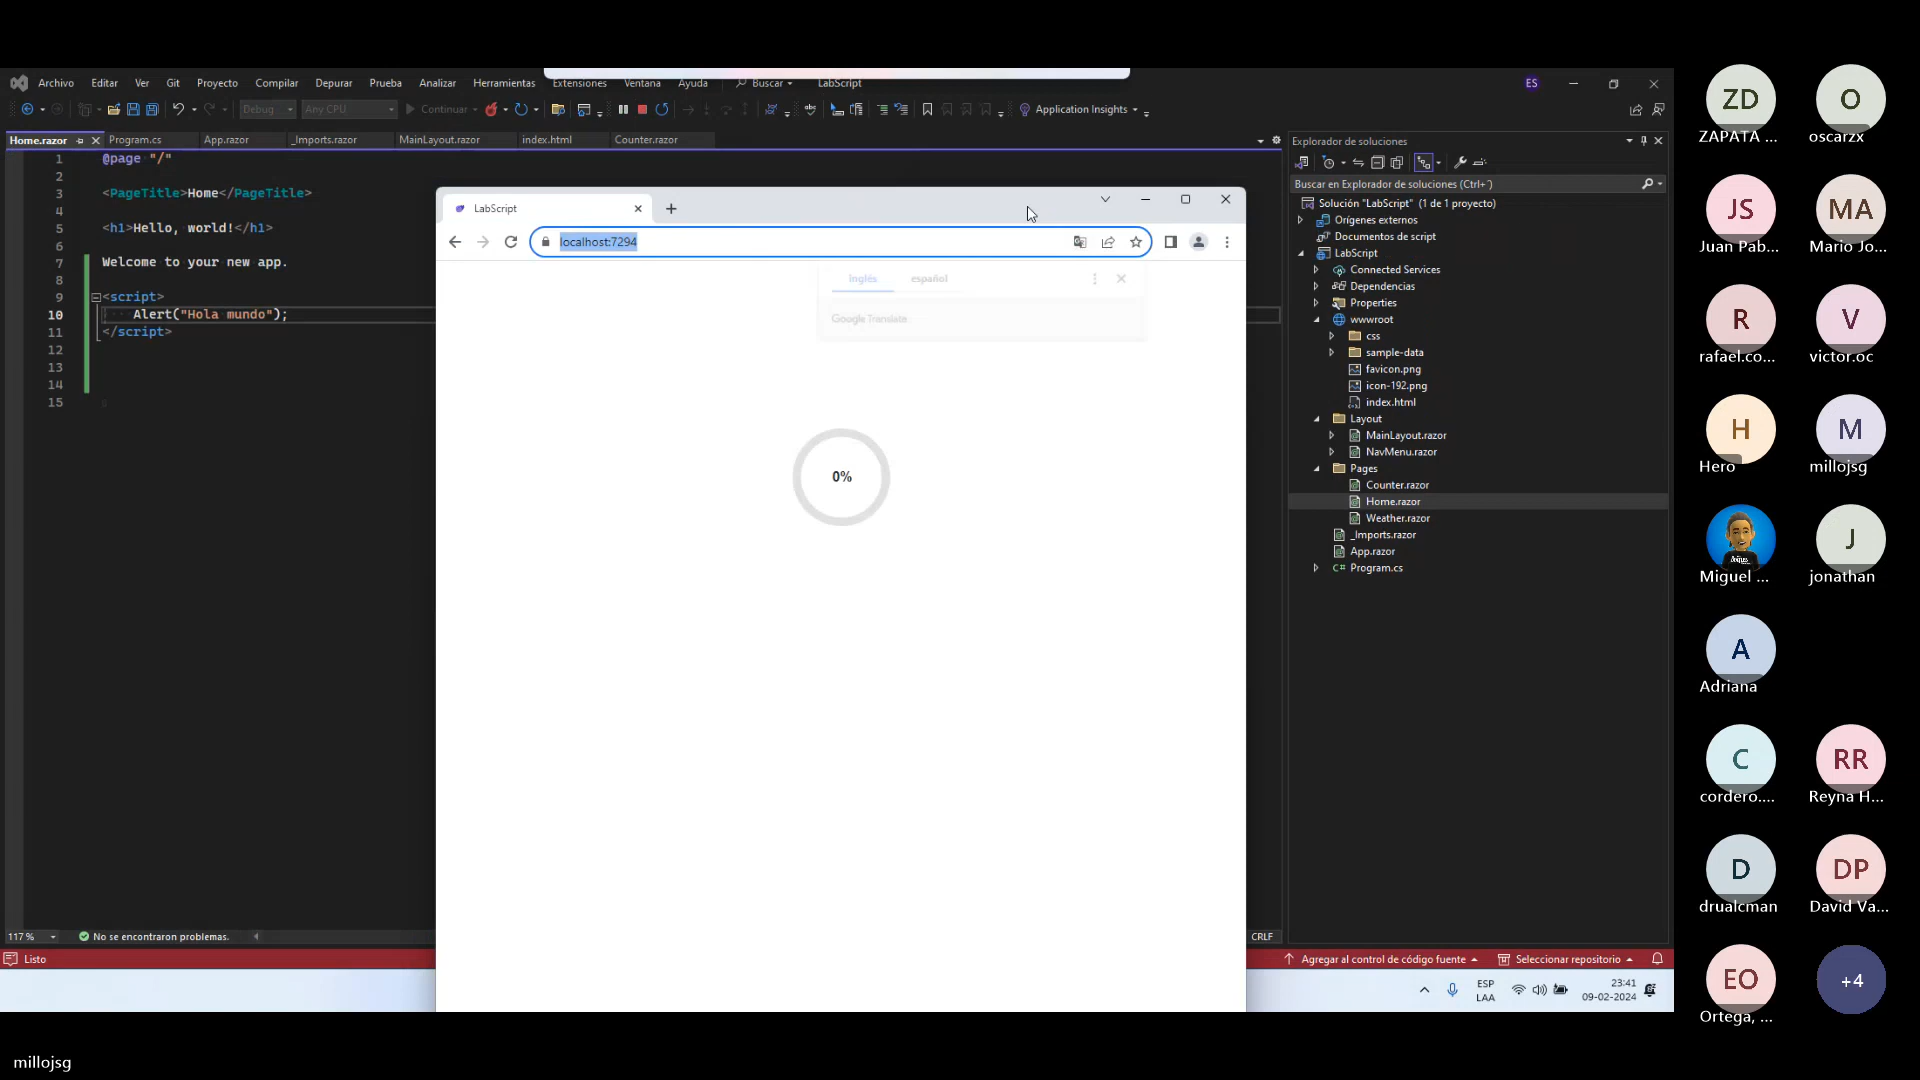 Archivo Editar Ver Git Proyecto Compilar Depurar Prueba Analizar Herramientas Extensiones Ventana Ayuda Buscar LabScript ES
Debug Any CPU Continuar Application Insights
Home.razor Program.cs App.razor _Imports.razor MainLayout.razor index.html Counter.razor
1 @page "/"
2
3 <PageTitle>Home</PageTitle>
4
5 <h1>Hello, world!</h1>
6
7 Welcome to your new app.
8
9 <script>
10 Alert("Hola mundo");
11 </script>
12
13
14
15
117 % No se encontraron problemas.
CRLF
Listo
Agregar al control de código fuente Seleccionar repositorio
LabScript
localhost:7294
inglés español
Google Translate
0%
Explorador de soluciones
Buscar en Explorador de soluciones (Ctrl+¨)
Solución "LabScript" (1 de 1 proyecto)
Orígenes externos
Documentos de script
LabScript
Connected Services
Dependencias
Properties
wwwroot
css
sample-data
favicon.png
icon-192.png
index.html
Layout
MainLayout.razor
NavMenu.razor
Pages
Counter.razor
Home.razor
Weather.razor
_Imports.razor
App.razor
C# Program.cs
ESP
LAA
23:41
09-02-2024
ZD O
ZAPATA ... oscarzx
JS MA
Juan Pab... Mario Jo...
R V
rafael.co... victor.oc
H M
Hero millojsg
J
Miguel ... jonathan
A
Adriana
C RR
cordero.... Reyna H...
D DP
drualcman David Va...
EO +4
Ortega, ...
millojsg